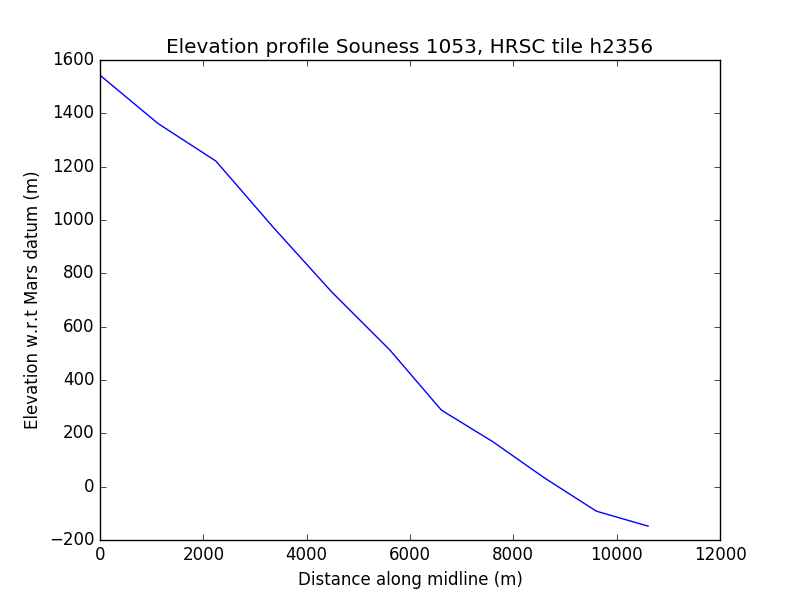 Elevation profile Souness 1053, HRSC tile h2356
1600
1400
1200
1000
800
600
400
200
0
−200
0 2000 4000 6000 8000 10000 12000
Elevation w.r.t Mars datum (m)
Distance along midline (m)